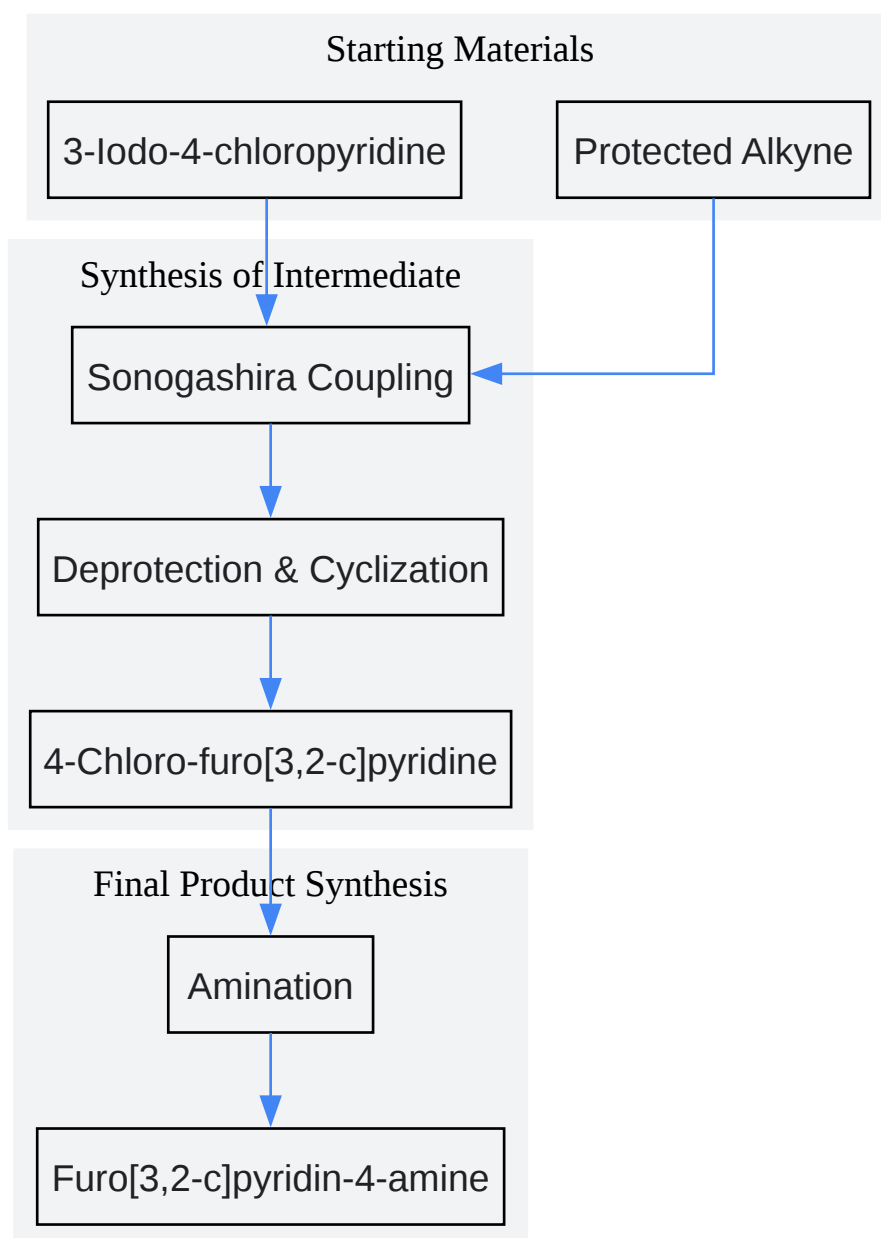 Starting Materials
3-Iodo-4-chloropyridine
Protected Alkyne
Synthesis of Intermediate
Sonogashira Coupling
Deprotection & Cyclization
4-Chloro-furo[3,2-c]pyridine
Final Product Synthesis
Amination
Furo[3,2-c]pyridin-4-amine